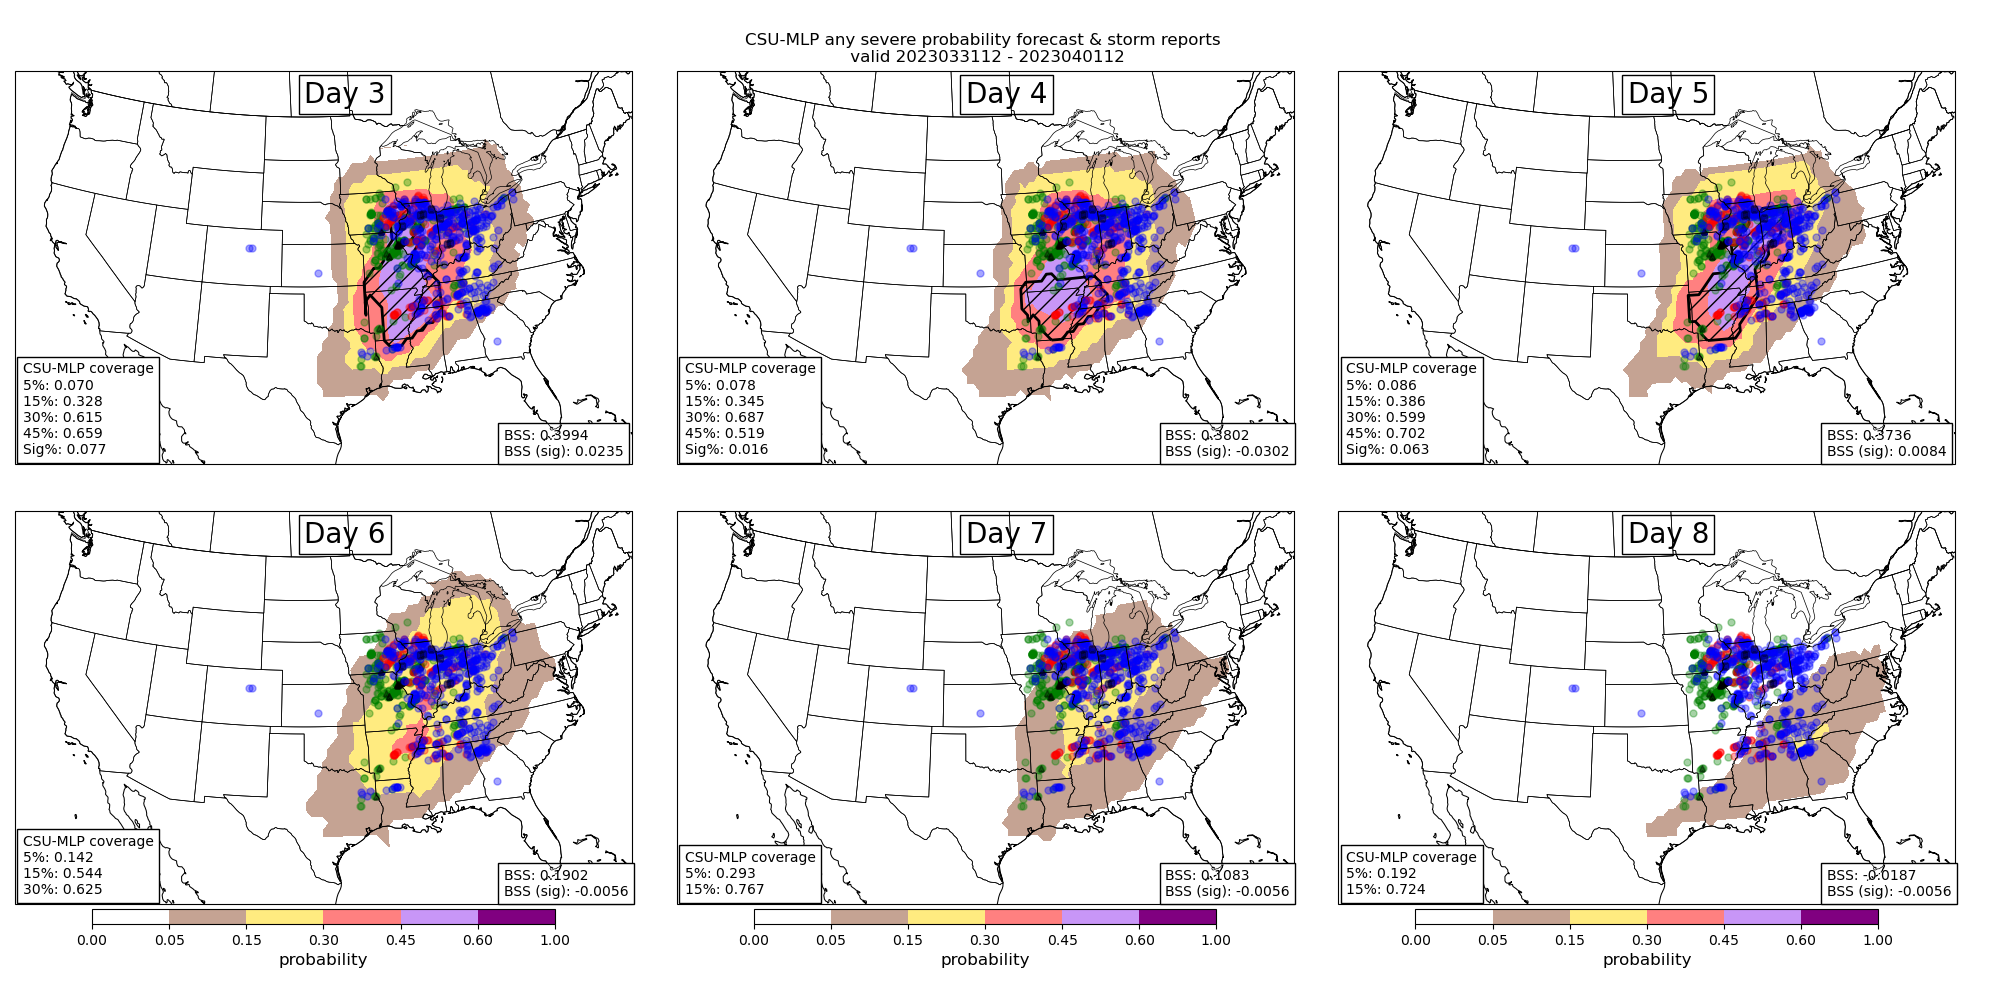 CSU-MLP any severe probability forecast & storm reports
valid 2023033112 - 2023040112
Day 3
CSU-MLP coverage
5%: 0.070
15%: 0.328
30%: 0.615
45%: 0.659
Sig%: 0.077
BSS: 0.3994
BSS (sig): 0.0235
Day 4
CSU-MLP coverage
5%: 0.078
15%: 0.345
30%: 0.687
45%: 0.519
Sig%: 0.016
BSS: 0.3802
BSS (sig): -0.0302
Day 5
CSU-MLP coverage
5%: 0.086
15%: 0.386
30%: 0.599
45%: 0.702
Sig%: 0.063
BSS: 0.3736
BSS (sig): 0.0084
Day 6
CSU-MLP coverage
5%: 0.142
15%: 0.544
30%: 0.625
BSS: 0.1902
BSS (sig): -0.0056
Day 7
CSU-MLP coverage
5%: 0.293
15%: 0.767
BSS: 0.1083
BSS (sig): -0.0056
Day 8
CSU-MLP coverage
5%: 0.192
15%: 0.724
BSS: -0.0187
BSS (sig): -0.0056
0.00 0.05 0.15 0.30 0.45 0.60 1.00
probability
0.00 0.05 0.15 0.30 0.45 0.60 1.00
probability
0.00 0.05 0.15 0.30 0.45 0.60 1.00
probability